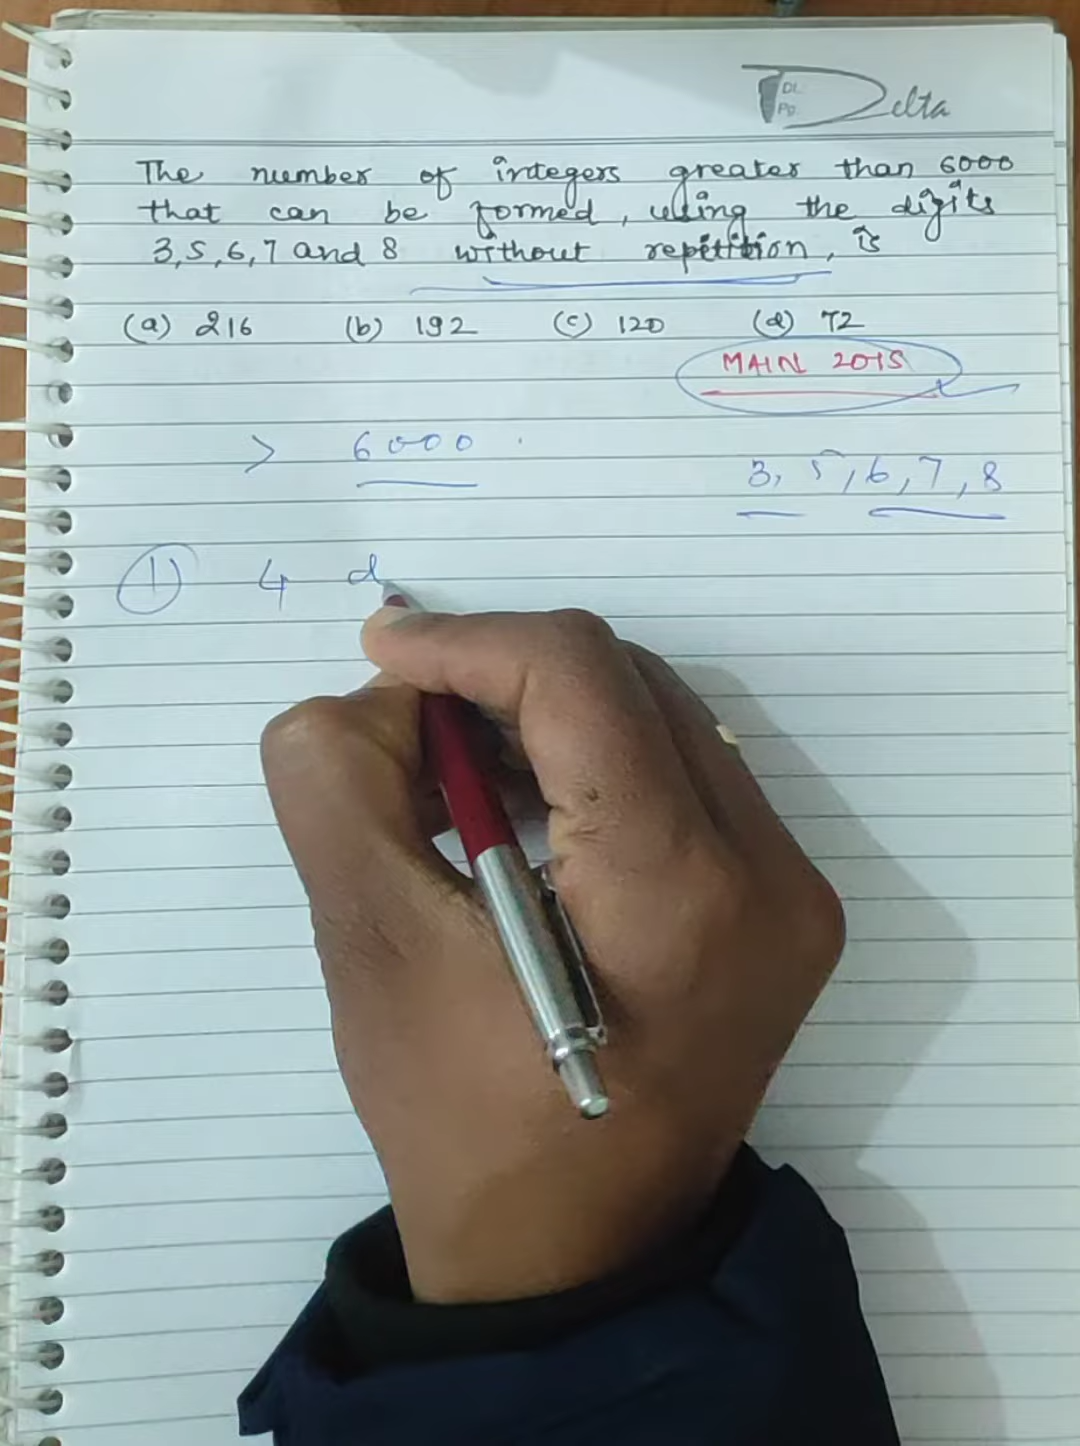 DL
Pp.
Delta
The number of integers greater than 6000
that can be formed, using the digits
3,5,6,7 and 8 without repetition, is
(a) 216 (b) 192 (c) 120 (d) 72
MAIN 2015
> 6000
3, 5, 6, 7, 8
1) 4 d